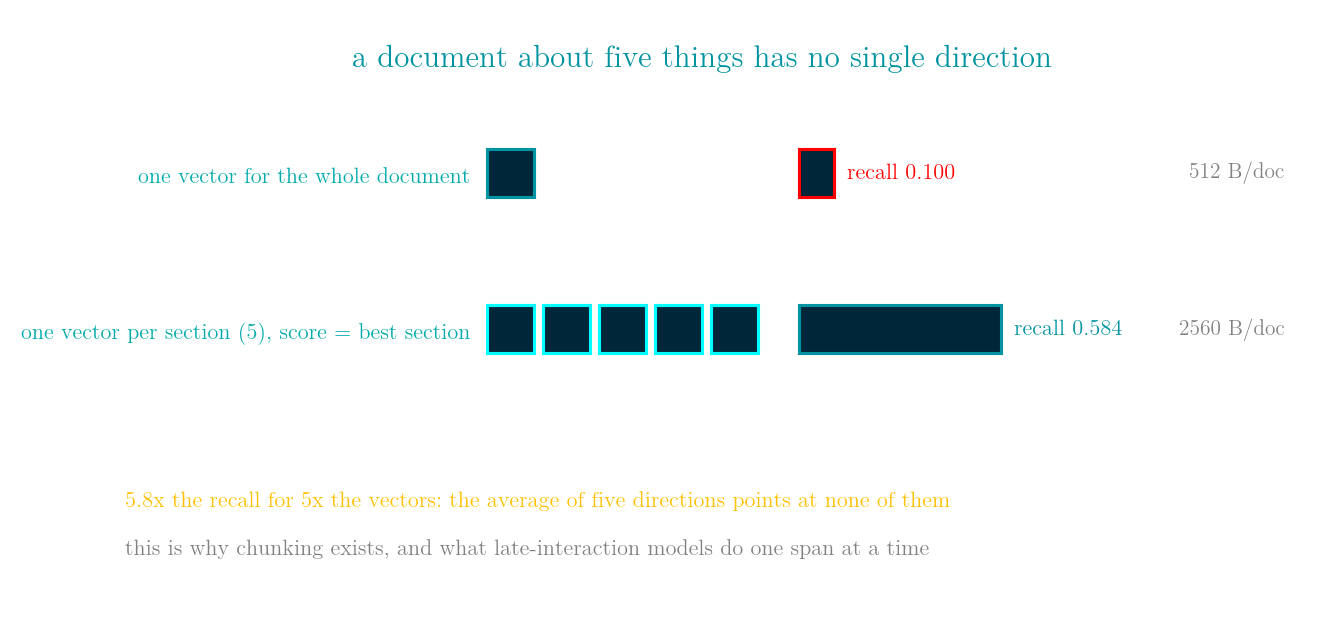 a document about five things has no single direction
one vector for the whole document
recall 0.100
512 B/doc
one vector per section (5), score = best section
recall 0.584
2560 B/doc
5.8x the recall for 5x the vectors: the average of five directions points at none of them
this is why chunking exists, and what late-interaction models do one span at a time